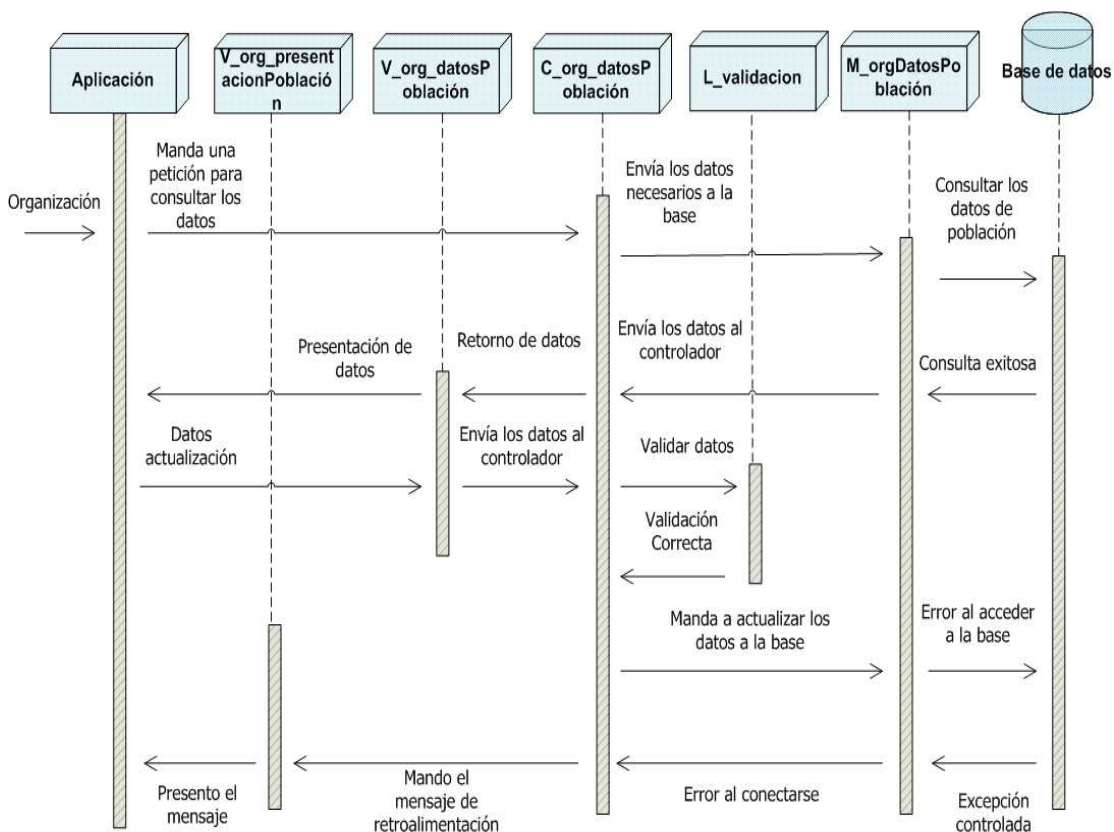 Aplicación
V_org_present
acionPoblació
n
V_org_datosP
oblación
C_org_datosP
oblación
L_validacion
M_orgDatosPo
blación
Base de datos
Organización
Manda una
petición para
consultar los
datos
Envía los datos
necesarios a la
base
Consultar los
datos de
población
Presentación de
datos
Retorno de datos
Envía los datos al
controlador
Consulta exitosa
Datos
actualización
Envía los datos al
controlador
Validar datos
Validación
Correcta
Manda a actualizar los
datos a la base
Error al acceder
a la base
Presento el
mensaje
Mando el
mensaje de
retroalimentación
Error al conectarse
Excepción
controlada